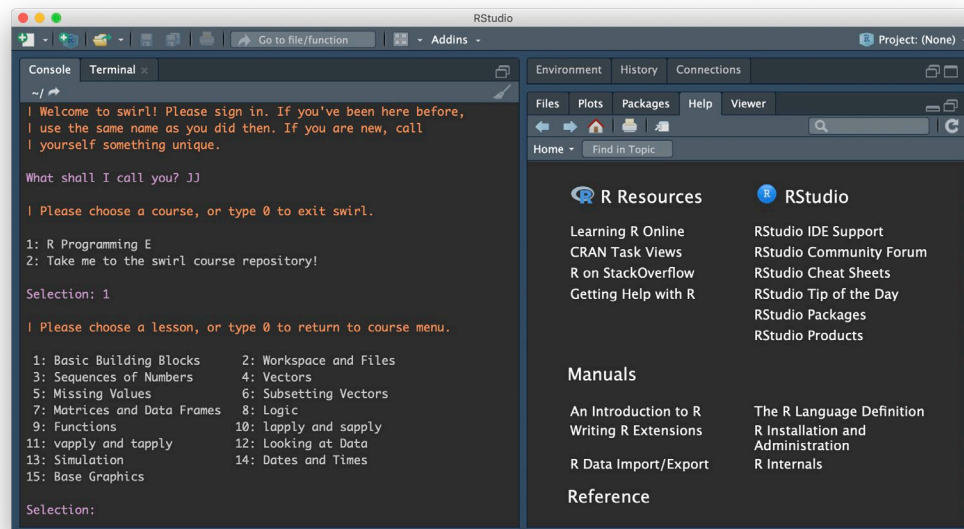 RStudio
Go to file/function
Addins
Project: (None)
Console Terminal
~/
| Welcome to swirl! Please sign in. If you've been here before,
| use the same name as you did then. If you are new, call
| yourself something unique.
What shall I call you? JJ
| Please choose a course, or type 0 to exit swirl.
1: R Programming E
2: Take me to the swirl course repository!
Selection: 1
| Please choose a lesson, or type 0 to return to course menu.
1: Basic Building Blocks 2: Workspace and Files
3: Sequences of Numbers 4: Vectors
5: Missing Values 6: Subsetting Vectors
7: Matrices and Data Frames 8: Logic
9: Functions 10: lapply and sapply
11: vapply and tapply 12: Looking at Data
13: Simulation 14: Dates and Times
15: Base Graphics
Selection:
Environment History Connections
Files Plots Packages Help Viewer
Home Find in Topic
R R Resources
Learning R Online
CRAN Task Views
R on StackOverflow
Getting Help with R
R RStudio
RStudio IDE Support
RStudio Community Forum
RStudio Cheat Sheets
RStudio Tip of the Day
RStudio Packages
RStudio Products
Manuals
An Introduction to R The R Language Definition
Writing R Extensions R Installation and
Administration
R Data Import/Export R Internals
Reference